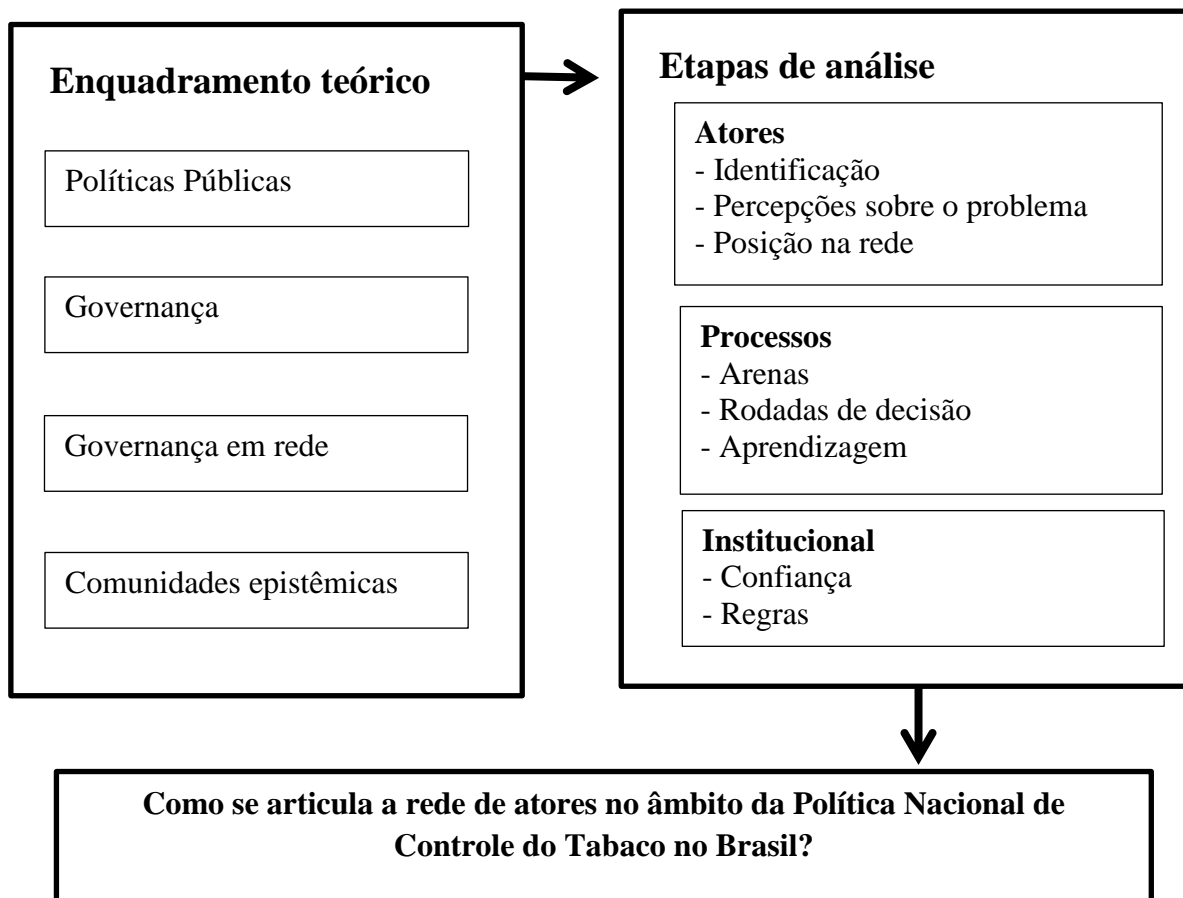 Enquadramento teórico
Políticas Públicas
Governança
Governança em rede
Comunidades epistêmicas
Etapas de análise
Atores
- Identificação
- Percepções sobre o problema
- Posição na rede
Processos
- Arenas
- Rodadas de decisão
- Aprendizagem
Institucional
- Confiança
- Regras
Como se articula a rede de atores no âmbito da Política Nacional de
Controle do Tabaco no Brasil?